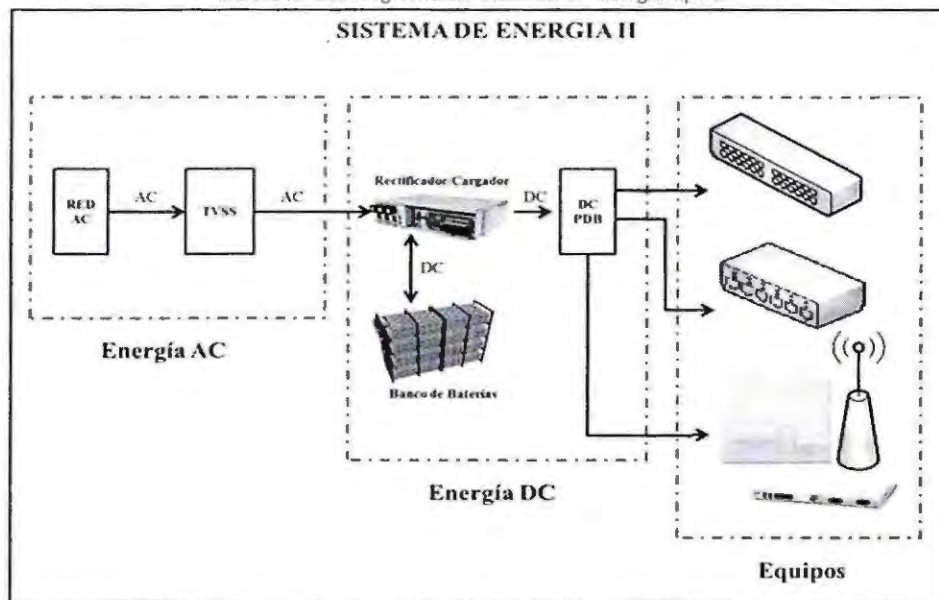 SISTEMA DE ENERGIA II
RED
AC
AC
TVSS
AC
Energía AC
Rectificador Cargador
DC
DC
Banco de Baterías
DC
PDB
Energía DC
Equipos